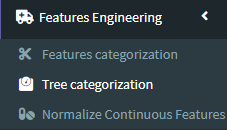 Features Engineering
Features categorization
Tree categorization
Normalize Continuous Features